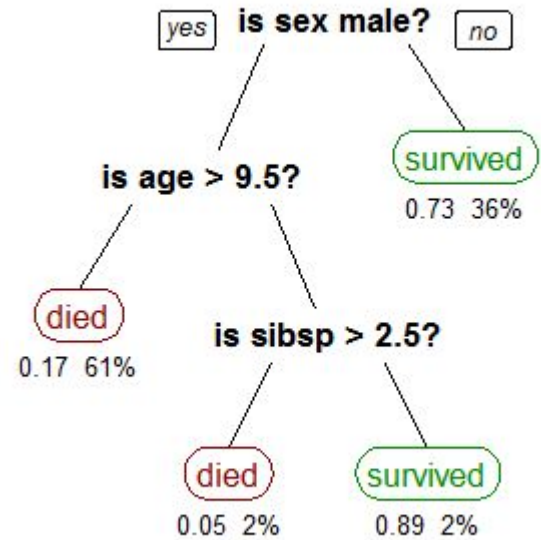 yes is sex male? no
survived
0.73 36%
is age > 9.5?
died
0.17 61%
is sibsp > 2.5?
died survived
0.05 2% 0.89 2%